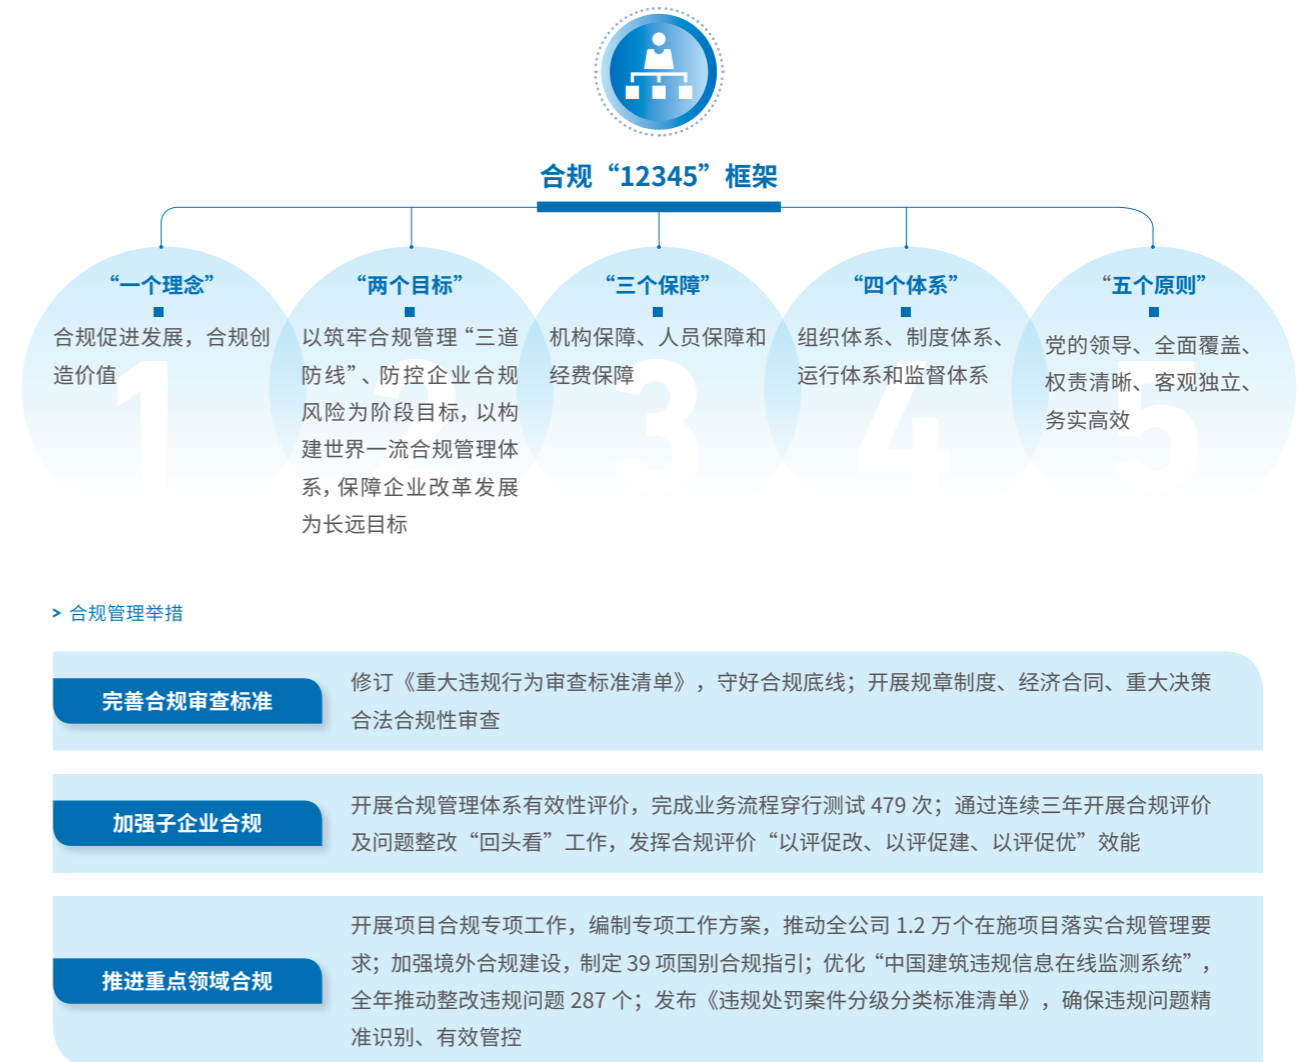 合规“12345”框架
“一个理念”
合规促进发展，合规创
造价值
1
“两个目标”
以筑牢合规管理“三道
防线”、防控企业合规
风险为阶段目标，以构
建世界一流合规管理体
系，保障企业改革发展
为长远目标
2
“三个保障”
机构保障、人员保障和
经费保障
3
“四个体系”
组织体系、制度体系、
运行体系和监督体系
4
“五个原则”
党的领导、全面覆盖、
权责清晰、客观独立、
务实高效
5
> 合规管理举措
完善合规审查标准
修订《重大违规行为审查标准清单》，守好合规底线；开展规章制度、经济合同、重大决策
合法合规性审查
加强子企业合规
开展合规管理体系有效性评价，完成业务流程穿行测试 479 次；通过连续三年开展合规评价
及问题整改“回头看”工作，发挥合规评价“以评促改、以评促建、以评促优”效能
推进重点领域合规
开展项目合规专项工作，编制专项工作方案，推动全公司 1.2 万个在施项目落实合规管理要
求；加强境外合规建设，制定 39 项国别合规指引；优化“中国建筑违规信息在线监测系统”，
全年推动整改违规问题 287 个；发布《违规处罚案件分级分类标准清单》，确保违规问题精
准识别、有效管控